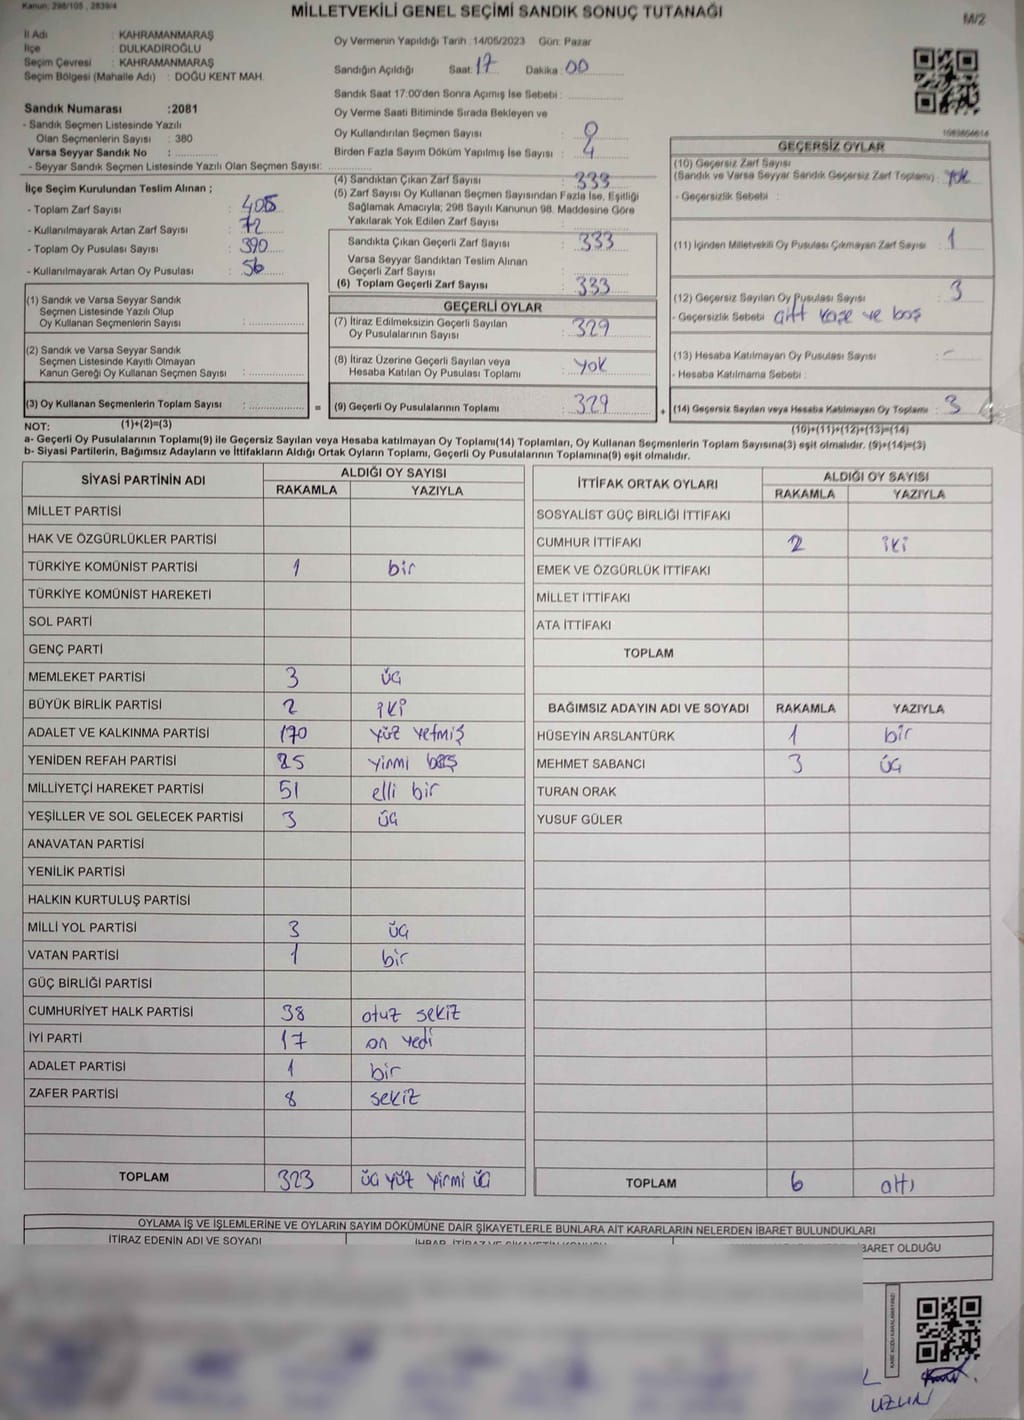 Kanun: 298/105 , 2839/4
MİLLETVEKİLİ GENEL SEÇİMİ SANDIK SONUÇ TUTANAĞI
M/2
İl Adı : KAHRAMANMARAŞ
İlçe : DULKADİROĞLU
Seçim Çevresi : KAHRAMANMARAŞ
Seçim Bölgesi (Mahalle Adı) : DOĞU KENT MAH.
Oy Vermenin Yapıldığı Tarih :14/05/2023 Gün: Pazar
Sandığın Açıldığı Saat: 17 Dakika : 00
Sandık Saat 17:00'den Sonra Açımış İse Sebebi :
Sandık Numarası :2081
- Sandık Seçmen Listesinde Yazılı
Olan Seçmenlerin Sayısı : 380
Varsa Seyyar Sandık No :
- Seyyar Sandık Seçmen Listesinde Yazılı Olan Seçmen Sayısı:
Oy Verme Saati Bitiminde Sırada Bekleyen ve
Oy Kullandırılan Seçmen Sayısı :
Birden Fazla Sayım Döküm Yapılmış İse Sayısı :
İlçe Seçim Kurulundan Teslim Alınan ;
- Toplam Zarf Sayısı : 405
- Kullanılmayarak Artan Zarf Sayısı : 72
- Toplam Oy Pusulası Sayısı : 390
- Kullanılmayarak Artan Oy Pusulası : 56
(4) Sandıktan Çıkan Zarf Sayısı : 333
(5) Zarf Sayısı Oy Kullanan Seçmen Sayısından Fazla İse, Eşitliği
Sağlamak Amacıyla; 298 Sayılı Kanunun 98. Maddesine Göre
Yakılarak Yok Edilen Zarf Sayısı :
Sandıkta Çıkan Geçerli Zarf Sayısı : 333
Varsa Seyyar Sandıktan Teslim Alınan
Geçerli Zarf Sayısı :
(6) Toplam Geçerli Zarf Sayısı : 333
GEÇERSİZ OYLAR
(10) Geçersiz Zarf Sayısı
(Sandık ve Varsa Seyyar Sandık Geçersiz Zarf Toplamı) : yok
- Geçersizlik Sebebi :
(11) İçinden Milletvekili Oy Pusulası Çıkmayan Zarf Sayısı : 1
(12) Geçersiz Sayılan Oy Pusulası Sayısı : 3
- Geçersizlik Sebebi : çift kaşe ve boş
(13) Hesaba Katılmayan Oy Pusulası Sayısı : -
- Hesaba Katılmama Sebebi :
(14) Geçersiz Sayılan veya Hesaba Katılmayan Oy Toplamı : 3
(10)+(11)+(12)+(13)=(14)
(1) Sandık ve Varsa Seyyar Sandık
Seçmen Listesinde Yazılı Olup
Oy Kullanan Seçmenlerin Sayısı :
(2) Sandık ve Varsa Seyyar Sandık
Seçmen Listesinde Kayıtlı Olmayan
Kanun Gereği Oy Kullanan Seçmen Sayısı :
(3) Oy Kullanan Seçmenlerin Toplam Sayısı : =
(1)+(2)=(3)
GEÇERLİ OYLAR
(7) İtiraz Edilmeksizin Geçerli Sayılan
Oy Pusulalarının Sayısı : 329
(8) İtiraz Üzerine Geçerli Sayılan veya
Hesaba Katılan Oy Pusulası Toplamı : yok
(9) Geçerli Oy Pusulalarının Toplamı : 329 +
NOT:
a- Geçerli Oy Pusulalarının Toplamı(9) ile Geçersiz Sayılan veya Hesaba katılmayan Oy Toplamı(14) Toplamları, Oy Kullanan Seçmenlerin Toplam Sayısına(3) eşit olmalıdır. (9)+(14)=(3)
b- Siyasi Partilerin, Bağımsız Adayların ve İttifakların Aldığı Ortak Oyların Toplamı, Geçerli Oy Pusulalarının Toplamına(9) eşit olmalıdır.
SİYASİ PARTİNİN ADI ALDIĞI OY SAYISI
RAKAMLA YAZIYLA
MİLLET PARTİSİ
HAK VE ÖZGÜRLÜKLER PARTİSİ
TÜRKİYE KOMÜNİST PARTİSİ 1 bir
TÜRKİYE KOMÜNİST HAREKETİ
SOL PARTİ
GENÇ PARTİ
MEMLEKET PARTİSİ 3 üç
BÜYÜK BİRLİK PARTİSİ 2 iki
ADALET VE KALKINMA PARTİSİ 170 yüz yetmiş
YENİDEN REFAH PARTİSİ 25 yirmi beş
MİLLİYETÇİ HAREKET PARTİSİ 51 elli bir
YEŞİLLER VE SOL GELECEK PARTİSİ 3 üç
ANAVATAN PARTİSİ
YENİLİK PARTİSİ
HALKIN KURTULUŞ PARTİSİ
MİLLİ YOL PARTİSİ 3 üç
VATAN PARTİSİ 1 bir
GÜÇ BİRLİĞİ PARTİSİ
CUMHURİYET HALK PARTİSİ 38 otuz sekiz
İYİ PARTİ 17 on yedi
ADALET PARTİSİ 1 bir
ZAFER PARTİSİ 8 sekiz
TOPLAM 323 üç yüz yirmi üç
İTTİFAK ORTAK OYLARI ALDIĞI OY SAYISI
RAKAMLA YAZIYLA
SOSYALİST GÜÇ BİRLİĞİ İTTİFAKI
CUMHUR İTTİFAKI 2 iki
EMEK VE ÖZGÜRLÜK İTTİFAKI
MİLLET İTTİFAKI
ATA İTTİFAKI
TOPLAM
BAĞIMSIZ ADAYIN ADI VE SOYADI RAKAMLA YAZIYLA
HÜSEYİN ARSLANTÜRK 1 bir
MEHMET SABANCI 3 üç
TURAN ORAK
YUSUF GÜLER
TOPLAM 6 altı
OYLAMA İŞ VE İŞLEMLERİNE VE OYLARIN SAYIM DÖKÜMÜNE DAİR ŞİKAYETLERLE BUNLARA AİT KARARLARIN NELERDEN İBARET BULUNDUKLARI
İTİRAZ EDENİN ADI VE SOYADI
İBARET OLDUĞU
UZUN